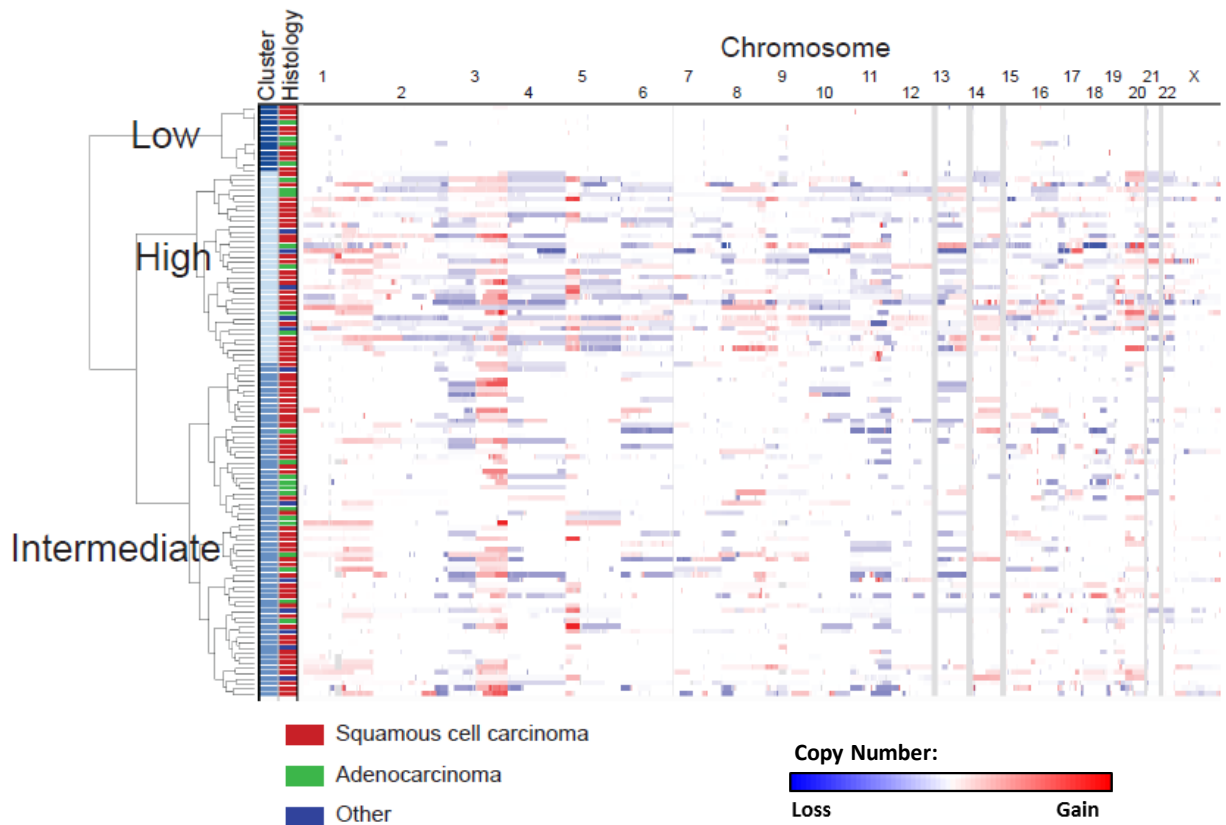 Cluster
Histology
Chromosome
1 3 5 7 9 11 13 15 17 19 21 X
2 4 6 8 10 12 14 16 18 20 22
Low
High
Intermediate
Squamous cell carcinoma
Adenocarcinoma
Other
Copy Number:
Loss Gain